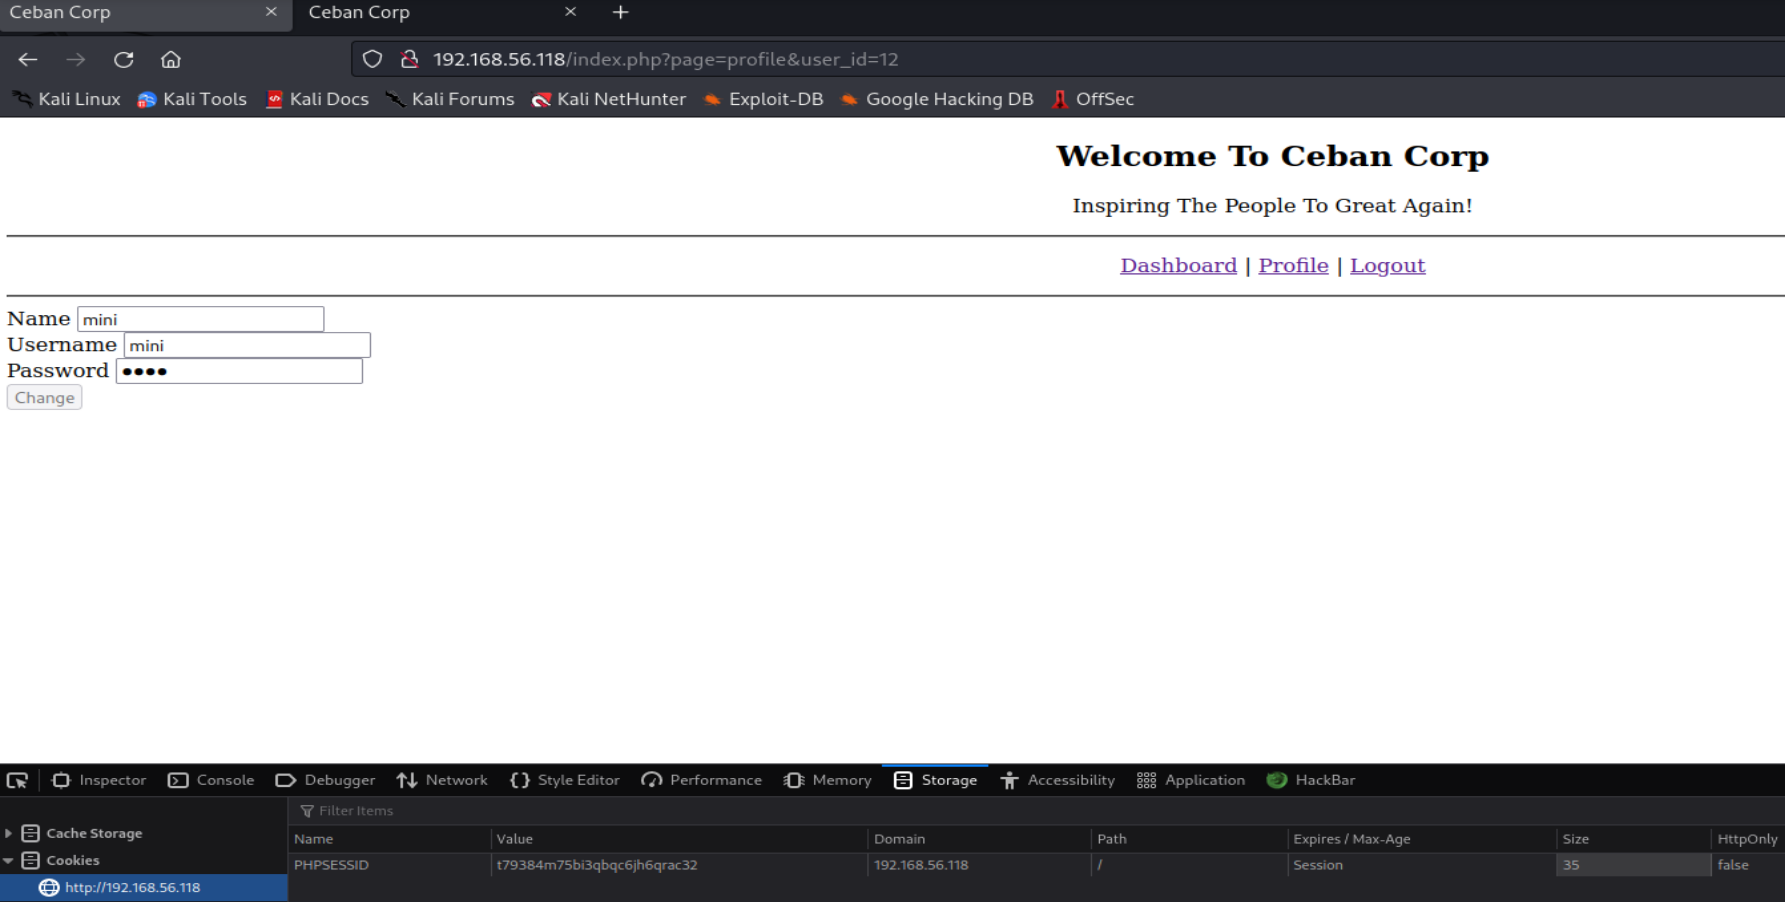 Ceban Corp × Ceban Corp × +
192.168.56.118/index.php?page=profile&user_id=12
Kali Linux Kali Tools Kali Docs Kali Forums Kali NetHunter Exploit-DB Google Hacking DB OffSec
Welcome To Ceban Corp
Inspiring The People To Great Again!
Dashboard | Profile | Logout
Name mini
Username mini
Password ••••
Change
Inspector Console Debugger Network Style Editor Performance Memory Storage Accessibility Application HackBar
Filter Items
Cache Storage
Cookies
http://192.168.56.118
Name Value Domain Path Expires / Max-Age Size HttpOnly
PHPSESSID t79384m75bi3qbqc6jh6qrac32 192.168.56.118 / Session 35 false